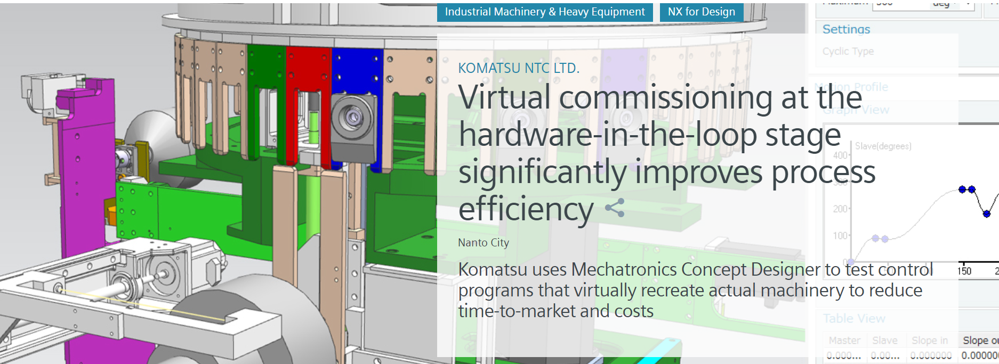 Industrial Machinery & Heavy Equipment
NX for Design
deg
Settings
Cyclic Type
KOMATSU NTC LTD.
Motion Profile
Virtual commissioning at the
Graph View
hardware-in-the-loop stage
Slave(degrees)
400
significantly improves process
300
efficiency
200
100
Nanto City
0
Komatsu uses Mechatronics Concept Designer to test control
150
programs that virtually recreate actual machinery to reduce
time-to-market and costs
Table View
Master Slave Slope in Slope ou
0.000... 0.00... 0.000000 0.000000